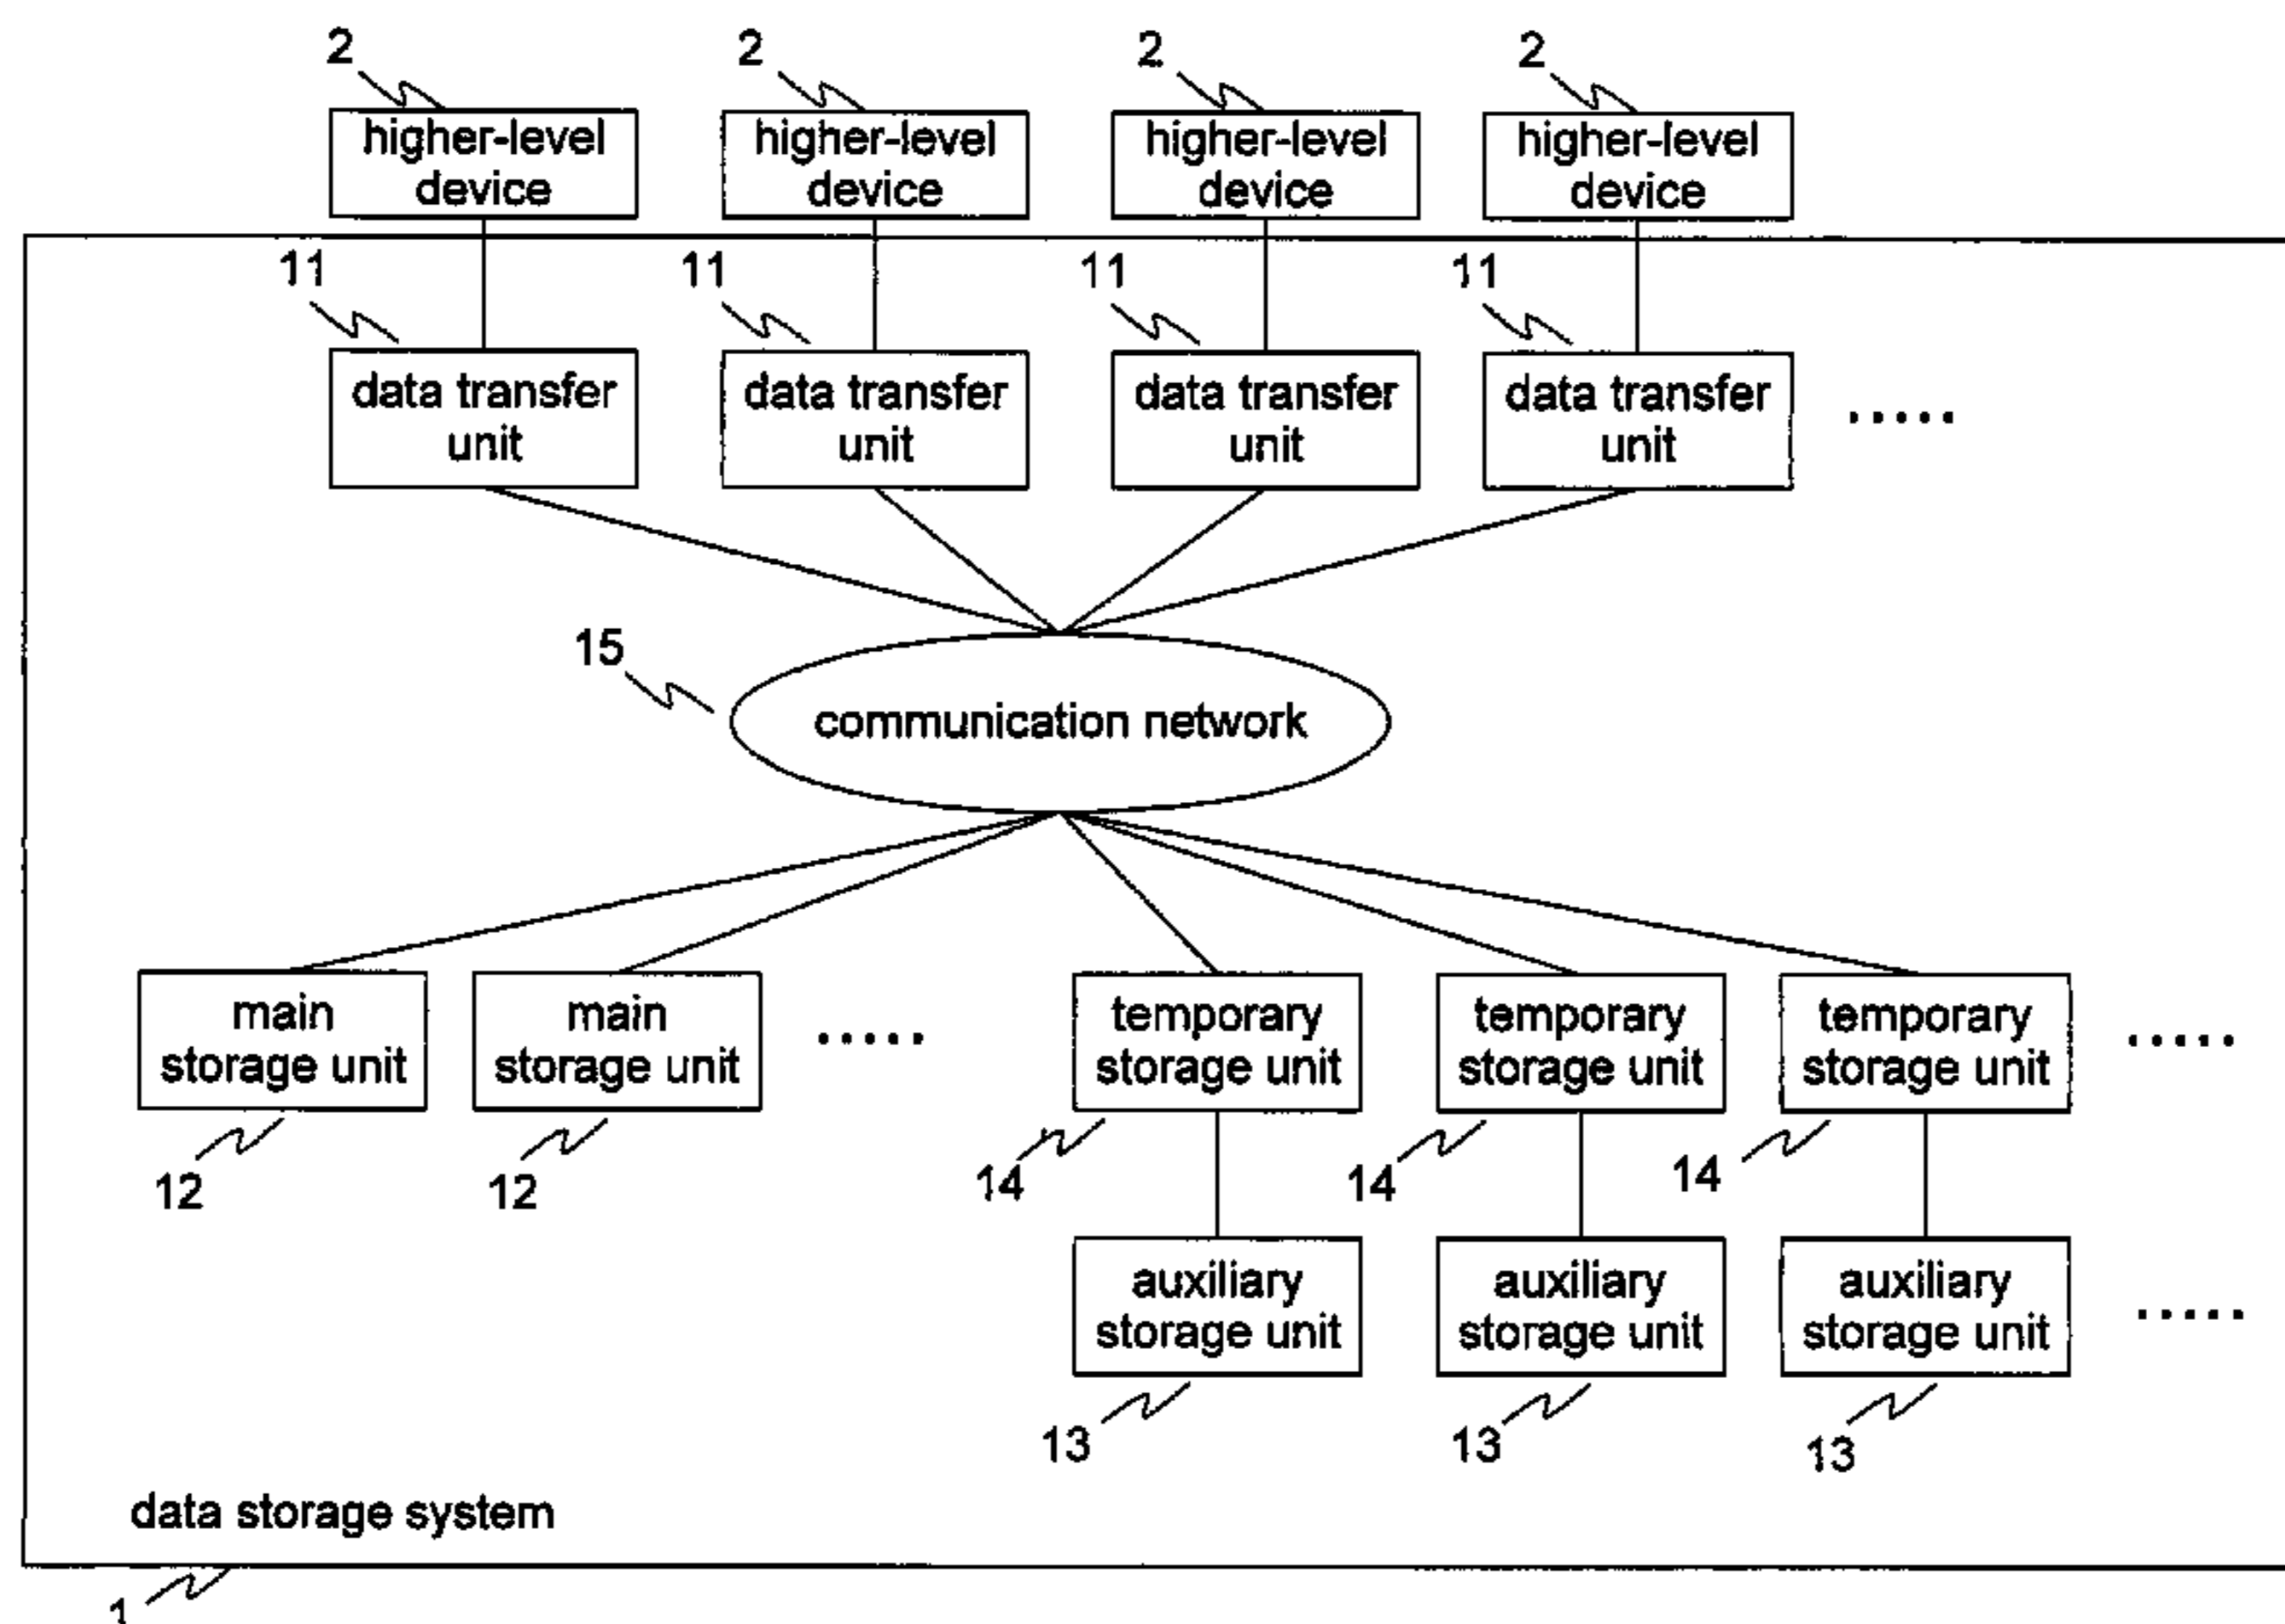 2 2 2 2
higher-level device higher-level device higher-level device higher-level device
11 11 11 11
data transfer unit data transfer unit data transfer unit data transfer unit
.....
15
communication network
main storage unit main storage unit ..... temporary storage unit temporary storage unit temporary storage unit .....
12 12 14 14 14
auxiliary storage unit auxiliary storage unit auxiliary storage unit .....
13 13 13
data storage system
1